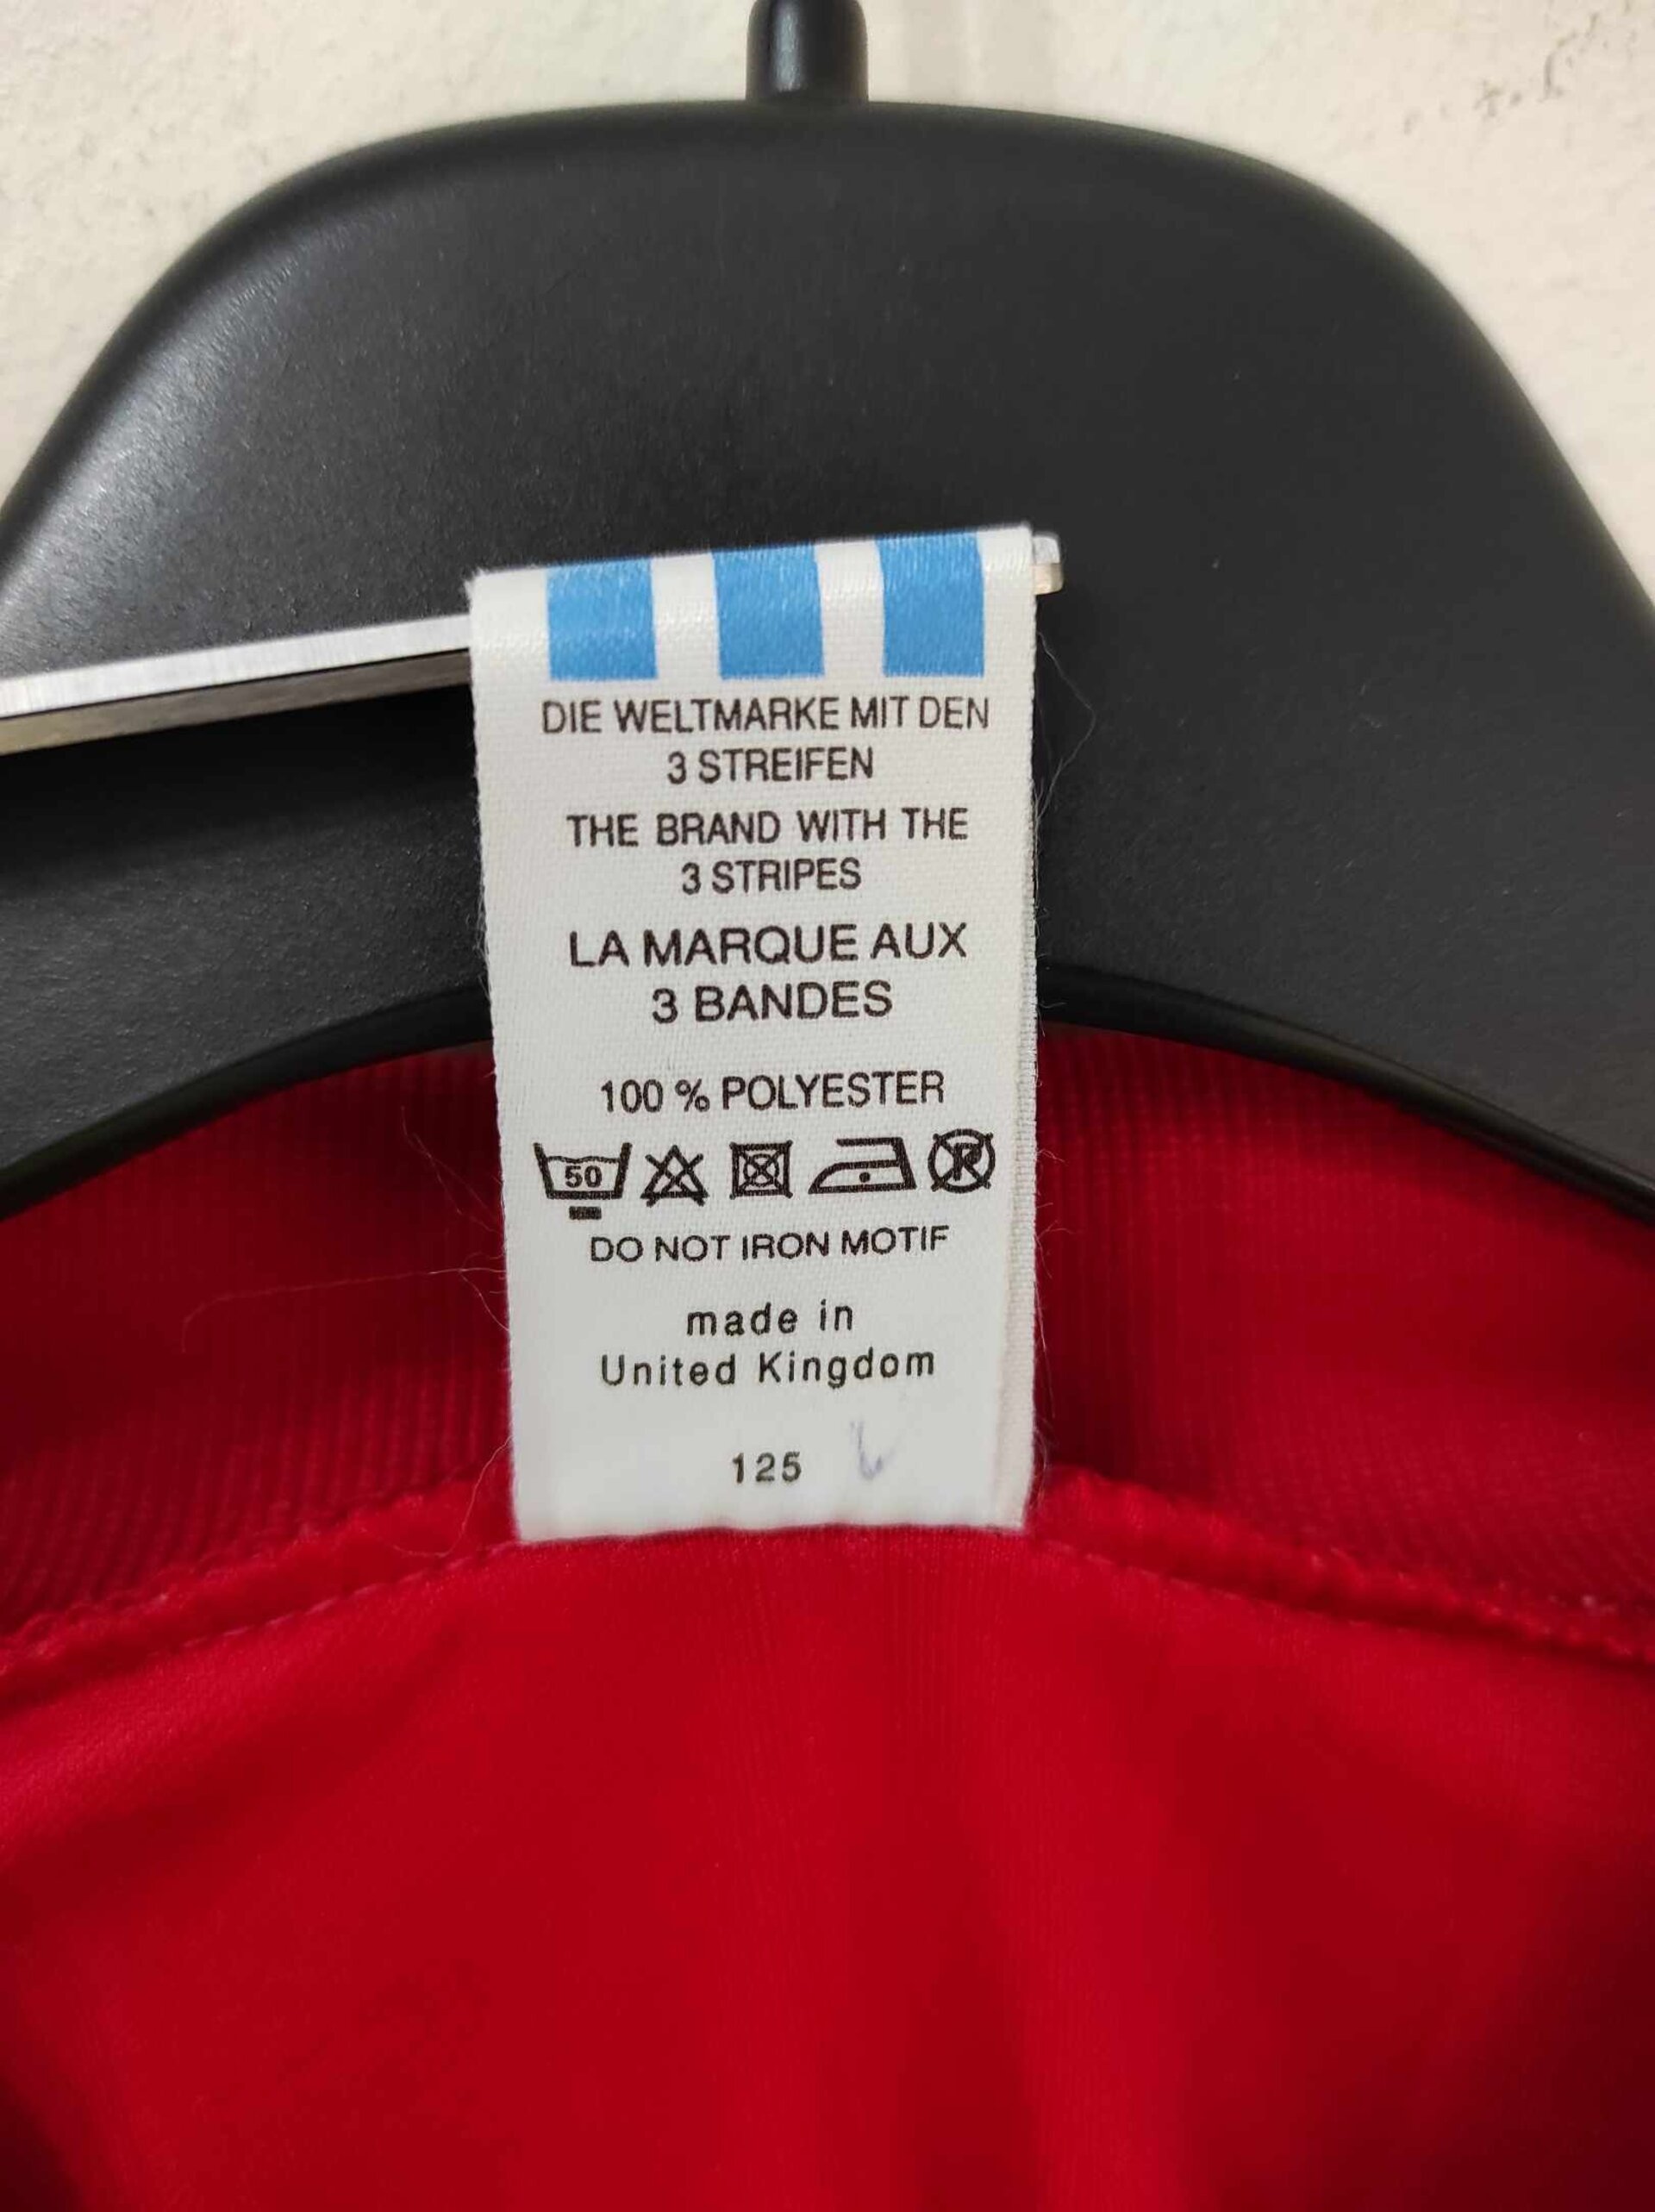 DIE WELTMARKE MIT DEN
3 STREIFEN
THE BRAND WITH THE
3 STRIPES
LA MARQUE AUX
3 BANDES
100 % POLYESTER
50
DO NOT IRON MOTIF
made in
United Kingdom
125